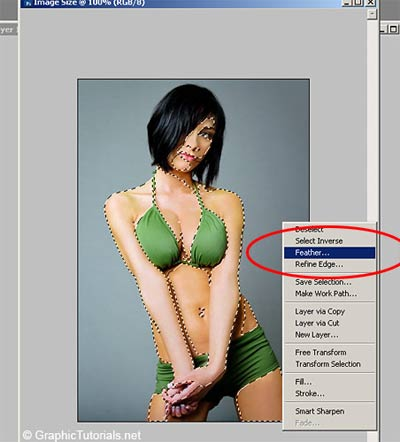 Image Size @ 100% (RGB/8)
Deselect
Select Inverse
Feather...
Refine Edge...
Save Selection...
Make Work Path...
Layer via Copy
Layer via Cut
New Layer...
Free Transform
Transform Selection
Fill...
Stroke...
Smart Sharpen
Fade...
© GraphicTutorials.net